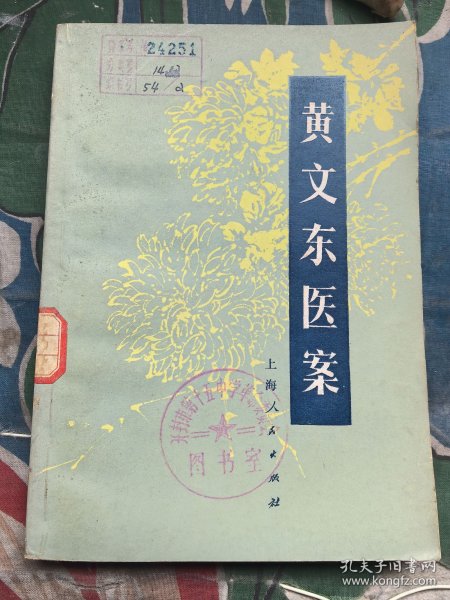 24251
54/2
黄文东医案
上海人民出版社
图书室
孔夫子旧书网
www.kongfz.com